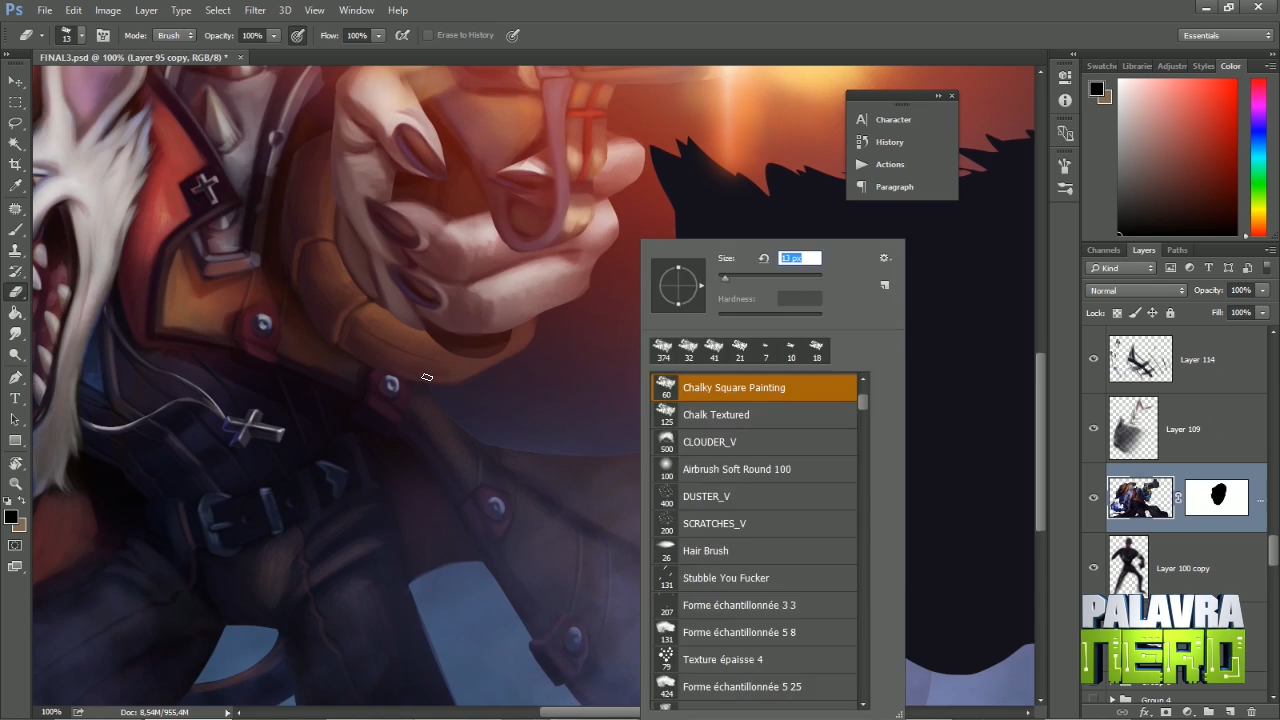 Ps File Edit Image Layer Type Select Filter 3D View Window Help
13 Mode: Brush Opacity: 100% Flow: 100% Erase to History Essentials
FINAL3.psd @ 100% (Layer 95 copy, RGB/8) * ×
Swatche Librarie Adjustm Styles Color
Character
History
Actions
Paragraph
Channels Layers Paths
Kind
Normal Opacity: 100%
Lock: Fill: 100%
Layer 114
Layer 109
...
Layer 100 copy
Group 4
Size: 13 px
Hardness:
374 32 41 21 7 10 18
60 Chalky Square Painting
125 Chalk Textured
500 CLOUDER_V
100 Airbrush Soft Round 100
400 DUSTER_V
200 SCRATCHES_V
26 Hair Brush
131 Stubble You Fucker
207 Forme échantillonnée 3 3
131 Forme échantillonnée 5 8
79 Texture épaisse 4
424 Forme échantillonnée 5 25
PALAVRA
NERD
100% Doc: 8,54M/955,4M